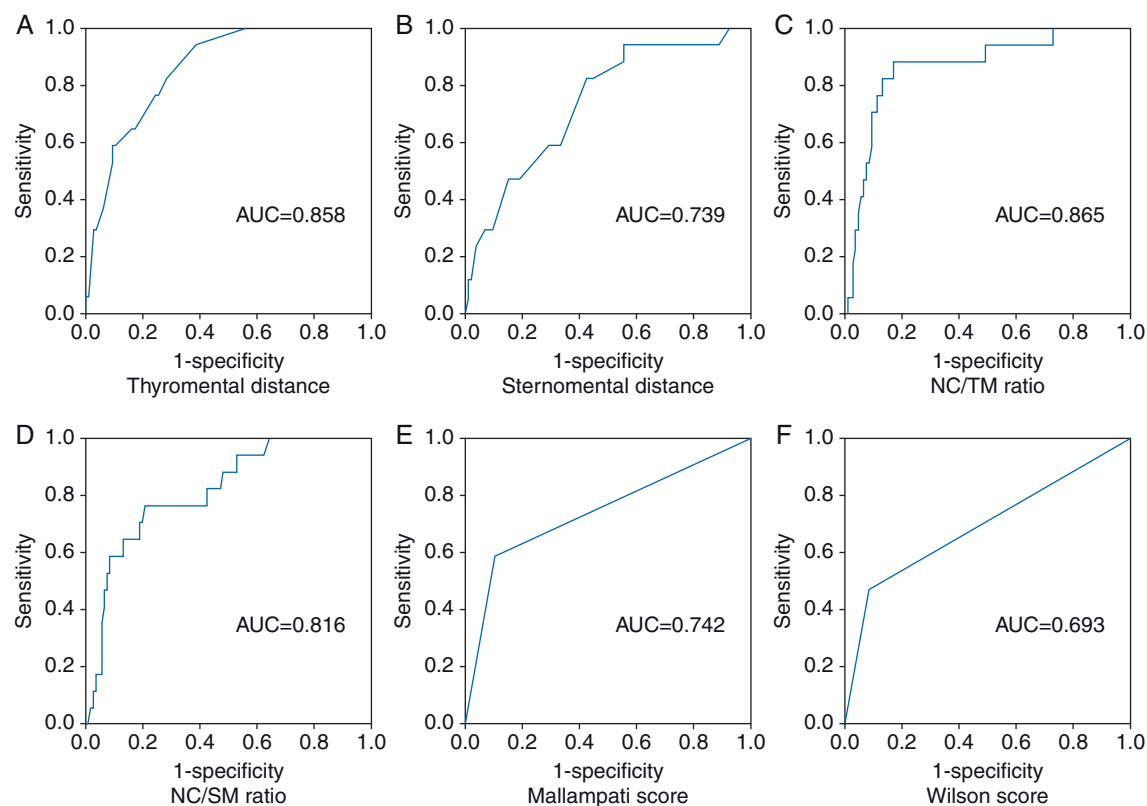 A
1.0
0.8
0.6
0.4
0.2
0.0
Sensitivity
AUC=0.858
0.0 0.2 0.4 0.6 0.8 1.0
1-specificity
Thyromental distance
B
1.0
0.8
0.6
0.4
0.2
0.0
Sensitivity
AUC=0.739
0.0 0.2 0.4 0.6 0.8 1.0
1-specificity
Sternomental distance
C
1.0
0.8
0.6
0.4
0.2
0.0
Sensitivity
AUC=0.865
0.0 0.2 0.4 0.6 0.8 1.0
1-specificity
NC/TM ratio
D
1.0
0.8
0.6
0.4
0.2
0.0
Sensitivity
AUC=0.816
0.0 0.2 0.4 0.6 0.8 1.0
1-specificity
NC/SM ratio
E
1.0
0.8
0.6
0.4
0.2
0.0
Sensitivity
AUC=0.742
0.0 0.2 0.4 0.6 0.8 1.0
1-specificity
Mallampati score
F
1.0
0.8
0.6
0.4
0.2
0.0
Sensitivity
AUC=0.693
0.0 0.2 0.4 0.6 0.8 1.0
1-specificity
Wilson score